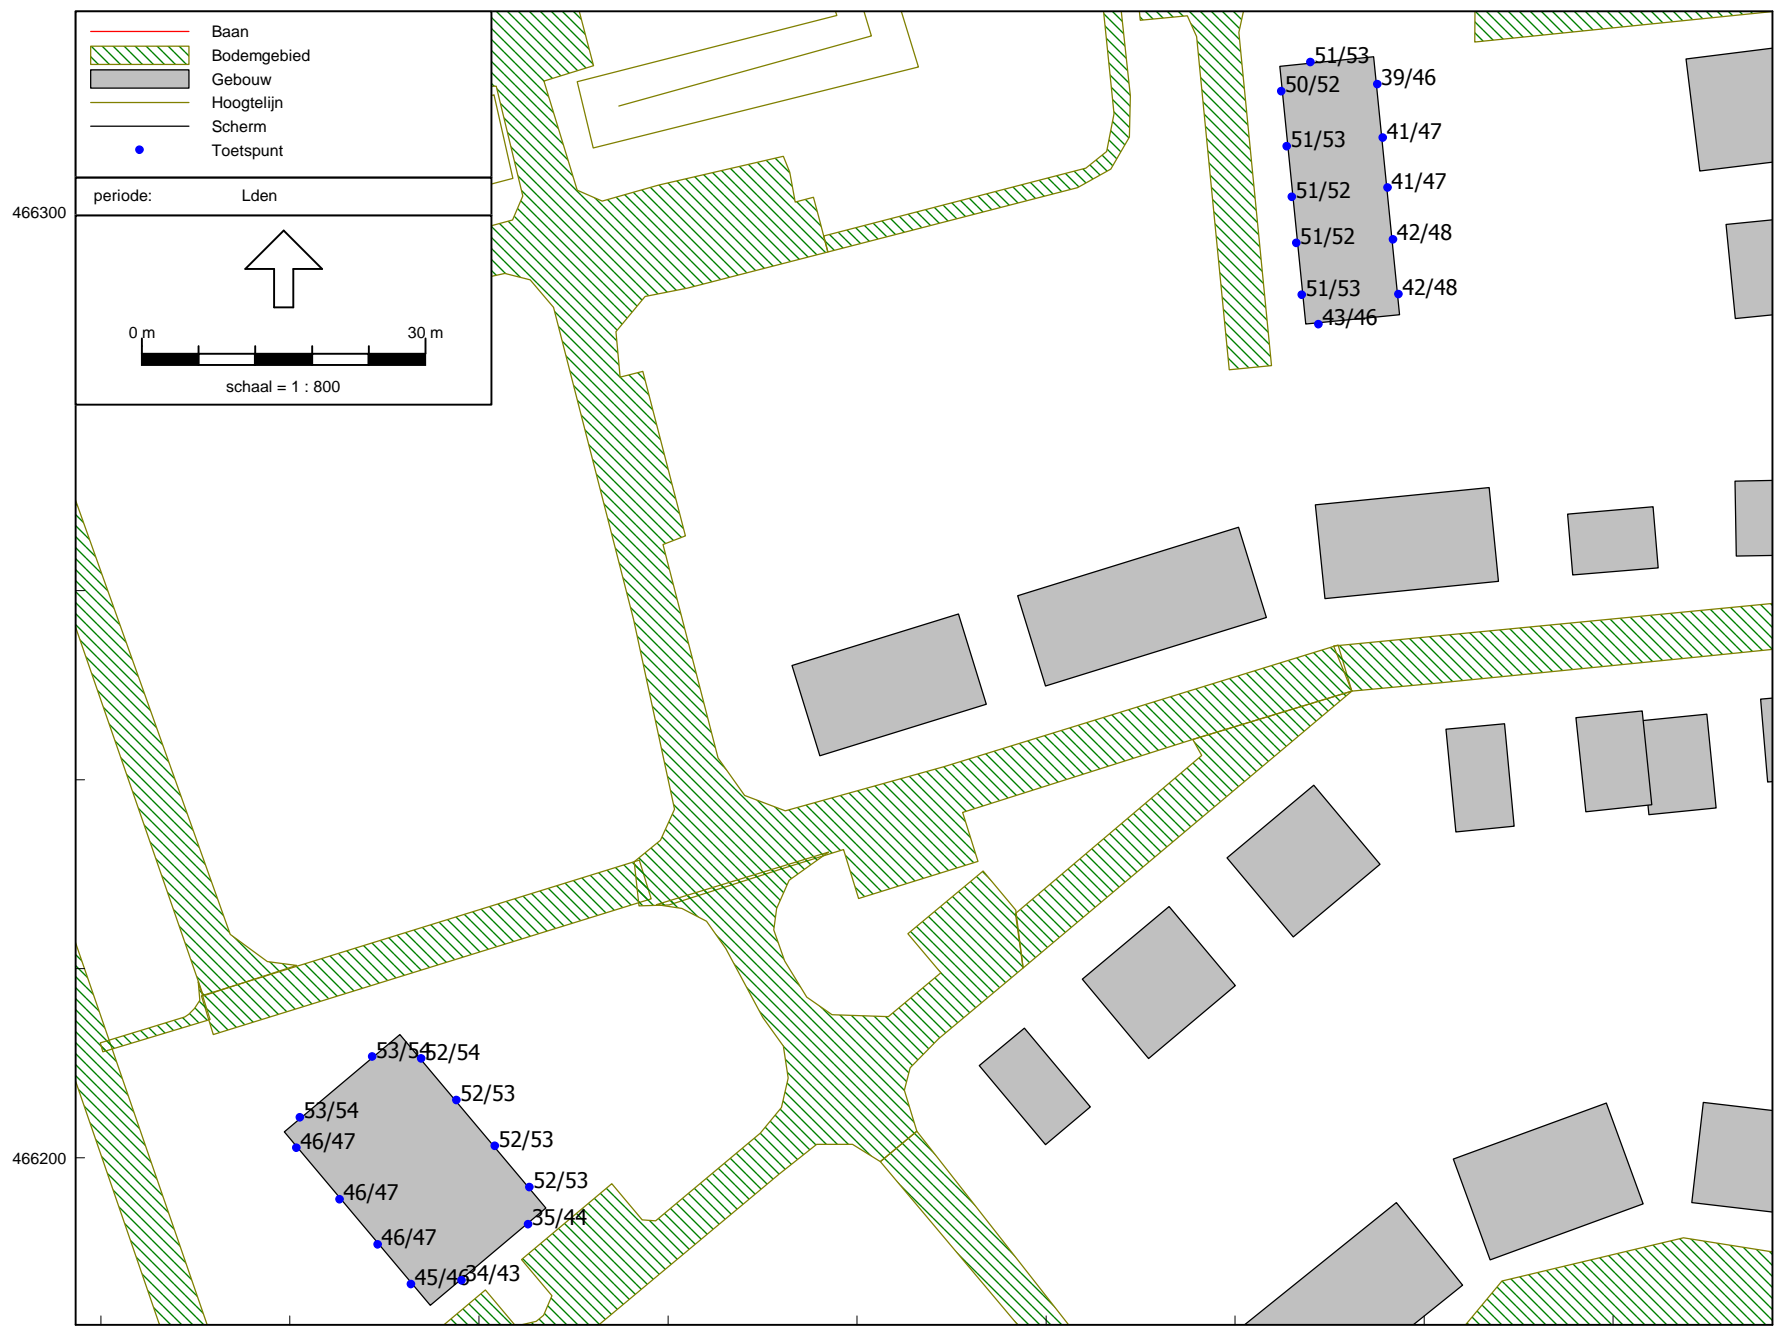 Baan
Bodemgebied
Gebouw
Hoogtelijn
Scherm
Toetspunt
periode: Lden
0 m 30 m
schaal = 1 : 800
466300
466200
51/53
50/52
39/46
51/53
41/47
51/52
41/47
51/52
42/48
51/53
42/48
43/46
53/54
52/54
52/53
53/54
46/47
52/53
46/47
52/53
35/44
46/47
45/46
34/43